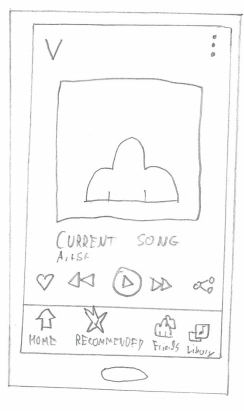 CURRENT SONG
HOME
RECOMMENDED
Friends
Library